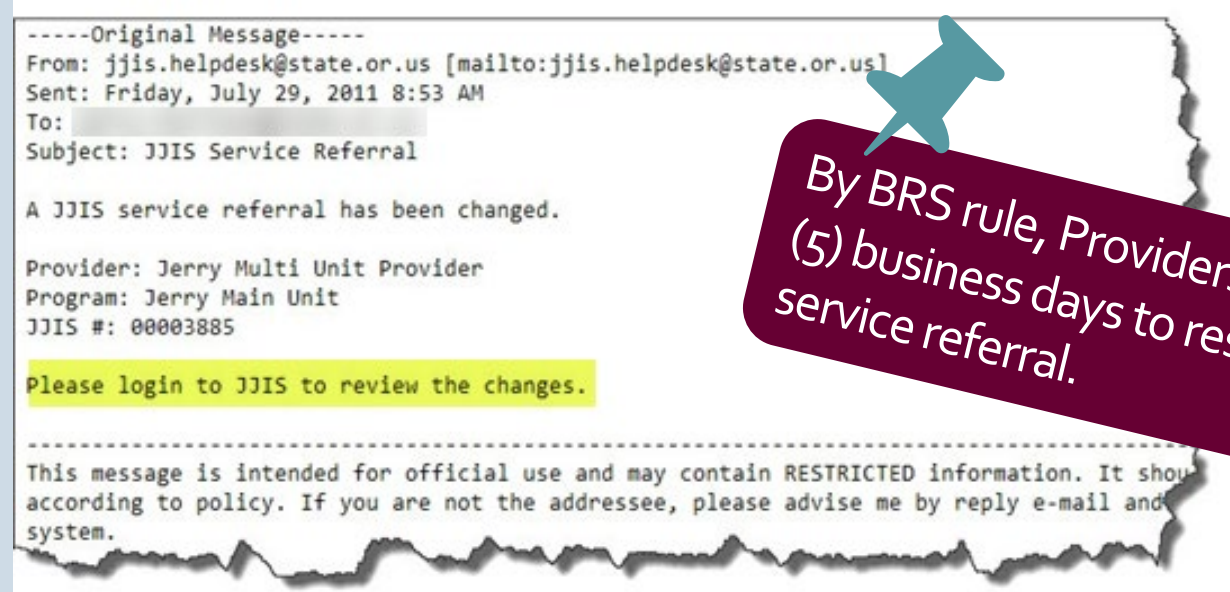 -----Original Message-----
From: jjis.helpdesk@state.or.us [mailto:jjis.helpdesk@state.or.us]
Sent: Friday, July 29, 2011 8:53 AM
To:
Subject: JJIS Service Referral
A JJIS service referral has been changed.
Provider: Jerry Multi Unit Provider
Program: Jerry Main Unit
JJIS #: 00003885
Please login to JJIS to review the changes.
--------------------------------------------------------------------------------
This message is intended for official use and may contain RESTRICTED information. It
according to policy. If you are not the addressee, please advise me by reply e-mail and
system.
By BRS rule, Providers
(5) business days to
service referral.